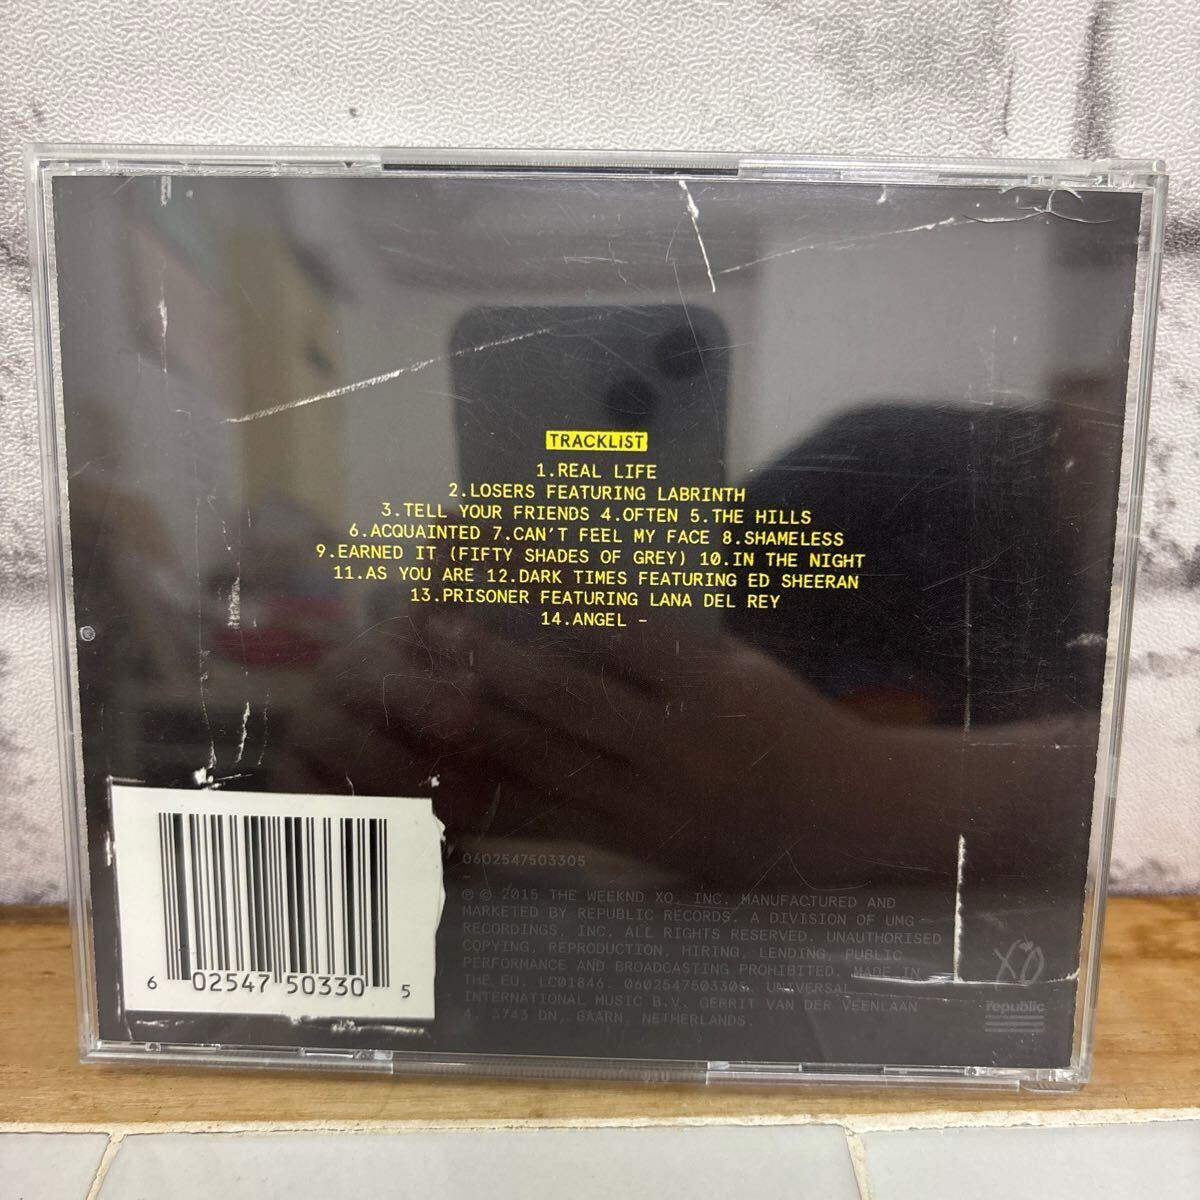 TRACKLiST
1.REAL LIFE
2.LOSERS FEATURING LABRINTH
3.TELL YOUR FRIENDS 4.OFTEN 5.THE HILLS
6.ACQUAINTED 7.CAN'T FEEL MY FACE 8.SHAMELESS
9.EARNED IT (FIFTY SHADES OF GREY) 10.IN THE NIGHT
11.AS YOU ARE 12.DARK TIMES FEATURING ED SHEERAN
13.PRISONER FEATURING LANA DEL REY
14.ANGEL -
6 02547 50330 5
0602547503305
-
℗ © 2015 THE WEEKND XO, INC. MANUFACTURED AND
MARKETED BY REPUBLIC RECORDS. A DIVISION OF UMG
RECORDINGS, INC. ALL RIGHTS RESERVED. UNAUTHORISED
COPYING, REPRODUCTION, HIRING, LENDING, PUBLIC
PERFORMANCE AND BROADCASTING PROHIBITED. MADE IN
THE EU. LC01846. 0602547503305. UNIVERSAL
INTERNATIONAL MUSIC B.V. GERRIT VAN DER VEENLAAN
4, 3743 DN, BAARN, NETHERLANDS.
XO
republic